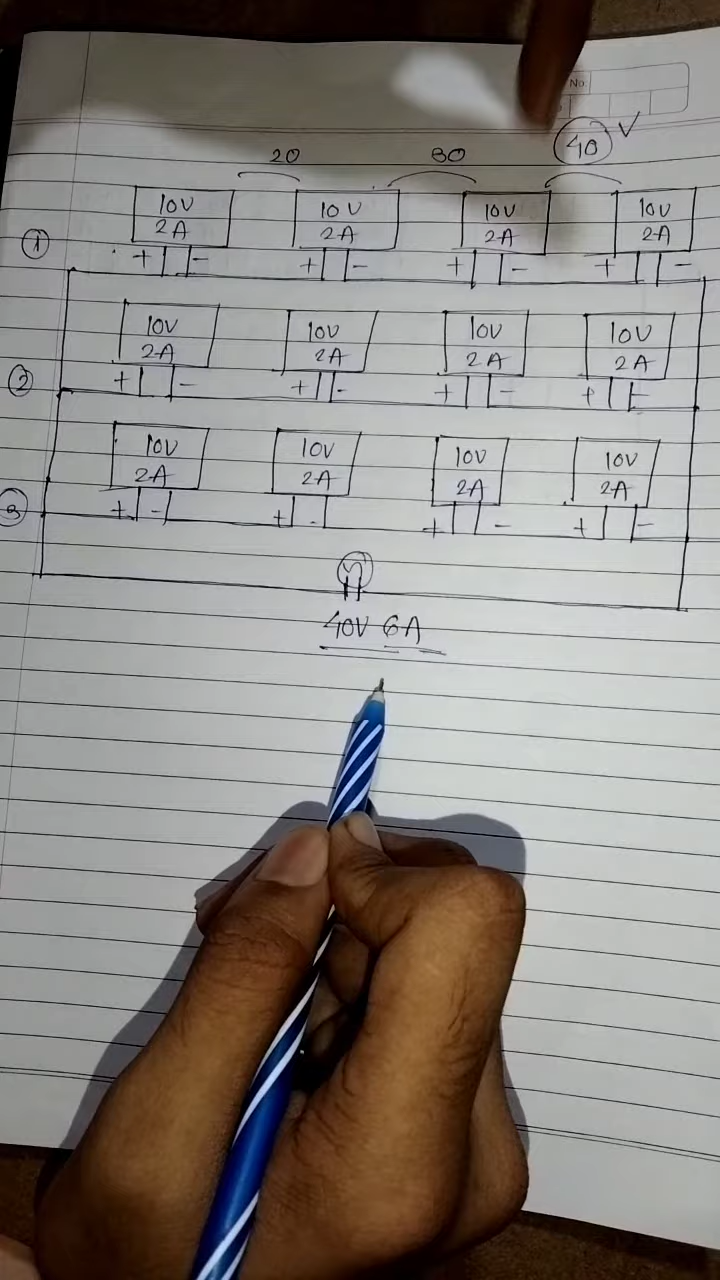 No.
20 80 40 V
10V 10V 10V 10V
2A 2A 2A 2A
1 + - + - + - + -
10V 10V 10V 10V
2A 2A 2A 2A
2 + - + - + - + -
10V 10V 10V 10V
2A 2A 2A 2A
3 + - + - + - + -
40V 6A